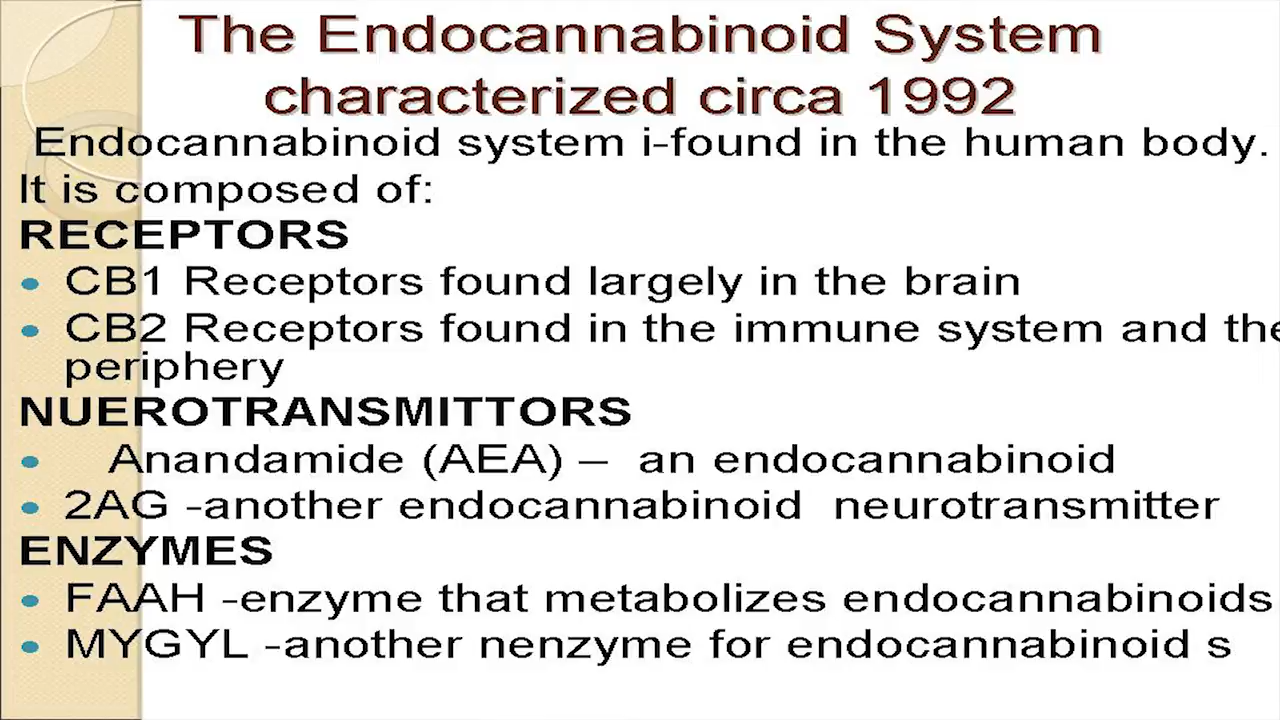 The Endocannabinoid System
characterized circa 1992
Endocannabinoid system i-found in the human body.
It is composed of:
RECEPTORS
• CB1 Receptors found largely in the brain
• CB2 Receptors found in the immune system and the
periphery
NUEROTRANSMITTORS
• Anandamide (AEA) – an endocannabinoid
• 2AG -another endocannabinoid neurotransmitter
ENZYMES
• FAAH -enzyme that metabolizes endocannabinoids
• MYGYL -another nenzyme for endocannabinoid s